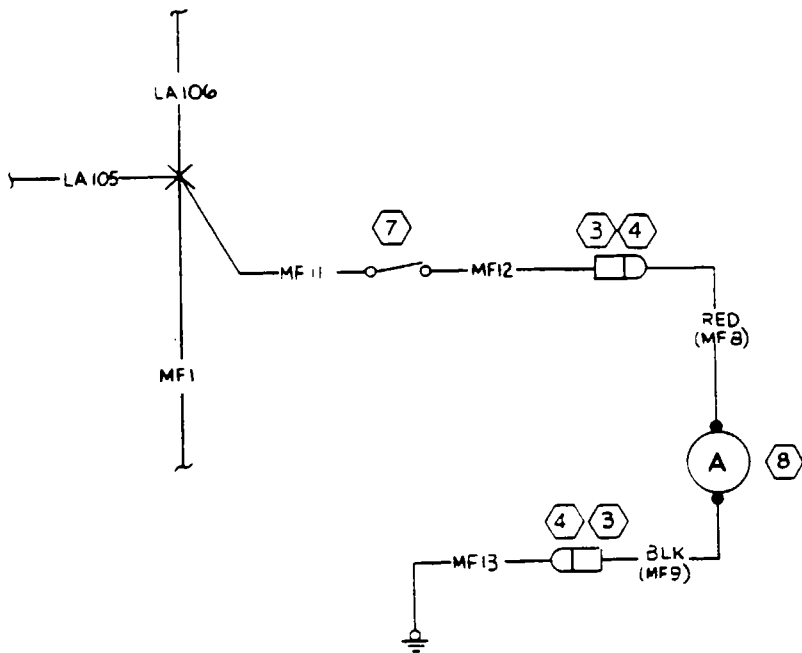 LA106
LA105
7
3 4
MF11
MF12
RED
(MF8)
MF1
A
8
4 3
MF13
BLK
(MF9)